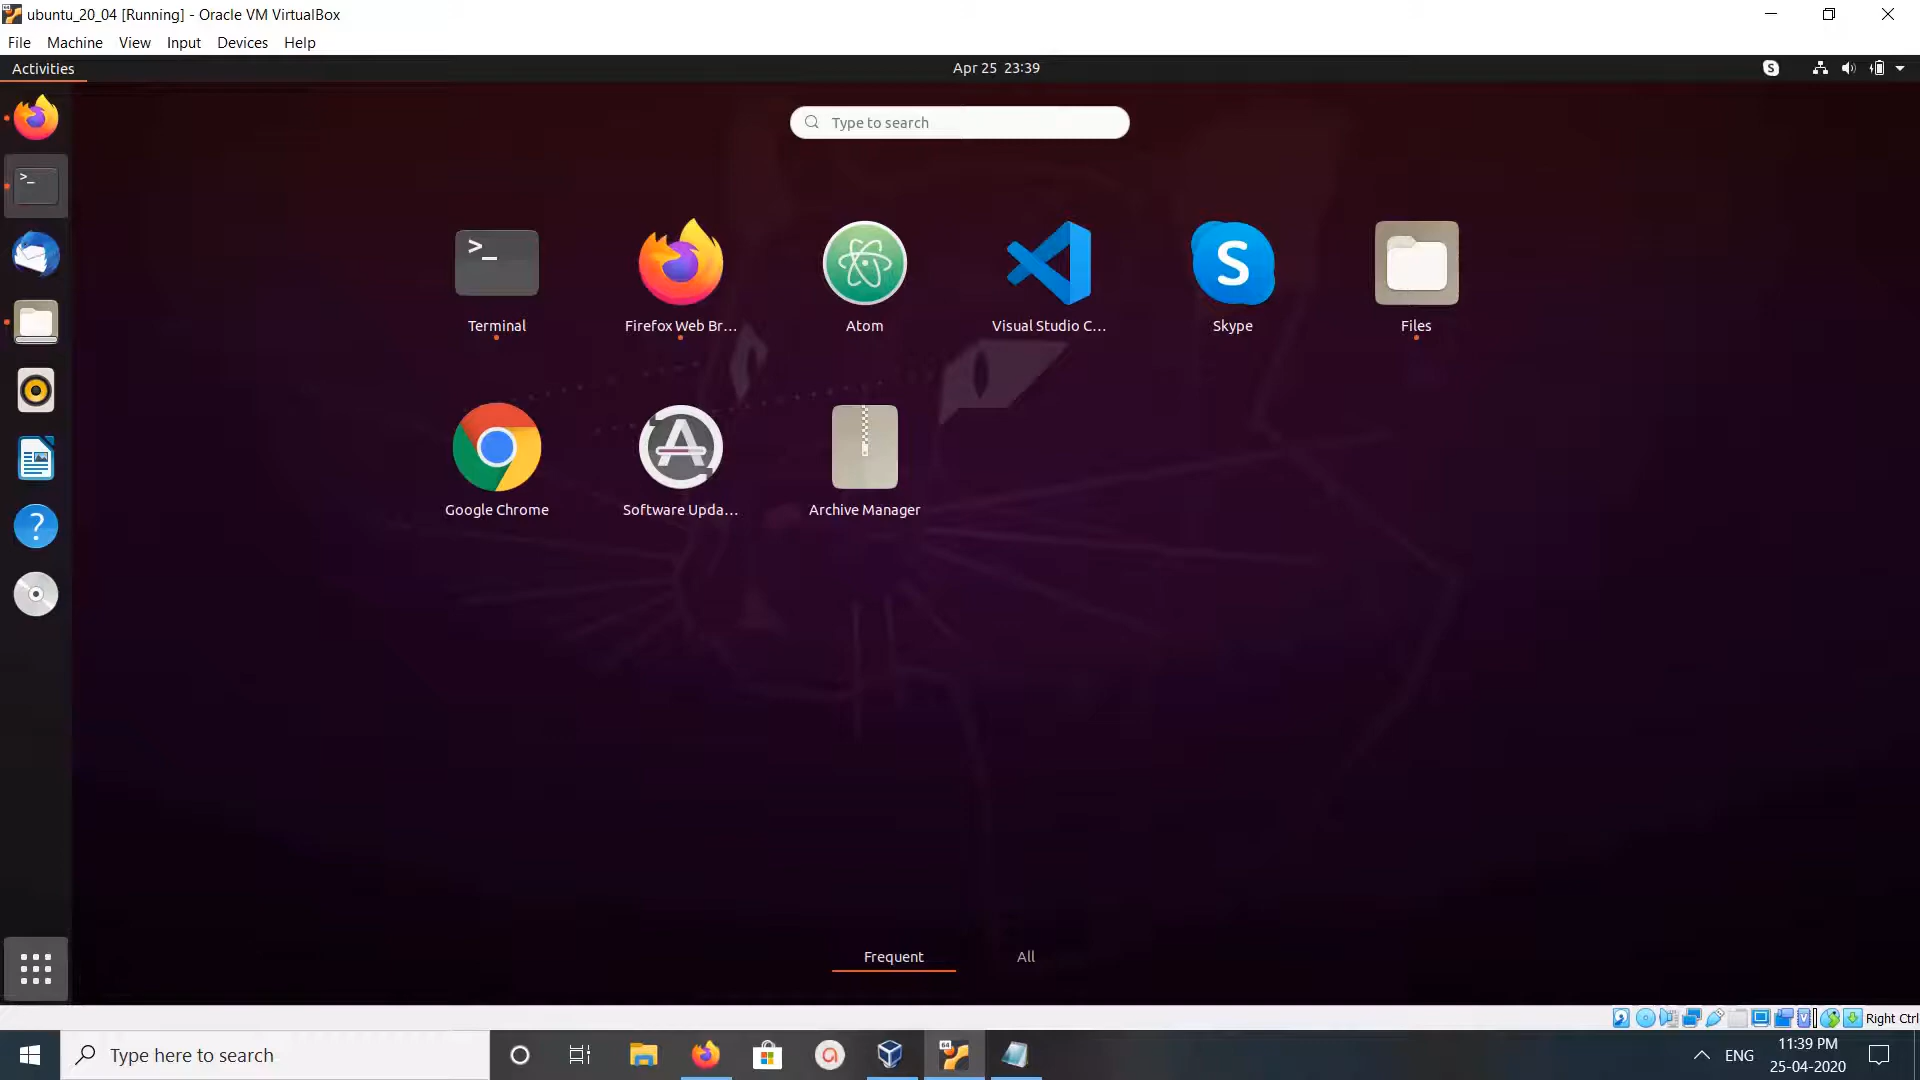 ubuntu_20_04 [Running] - Oracle VM VirtualBox
File Machine View Input Devices Help
Activities
Apr 25 23:39
Type to search
Terminal
Firefox Web Br...
Atom
Visual Studio C...
Skype
Files
Google Chrome
Software Upda...
Archive Manager
Frequent
All
Right Ctrl
Type here to search
ENG
11:39 PM
25-04-2020